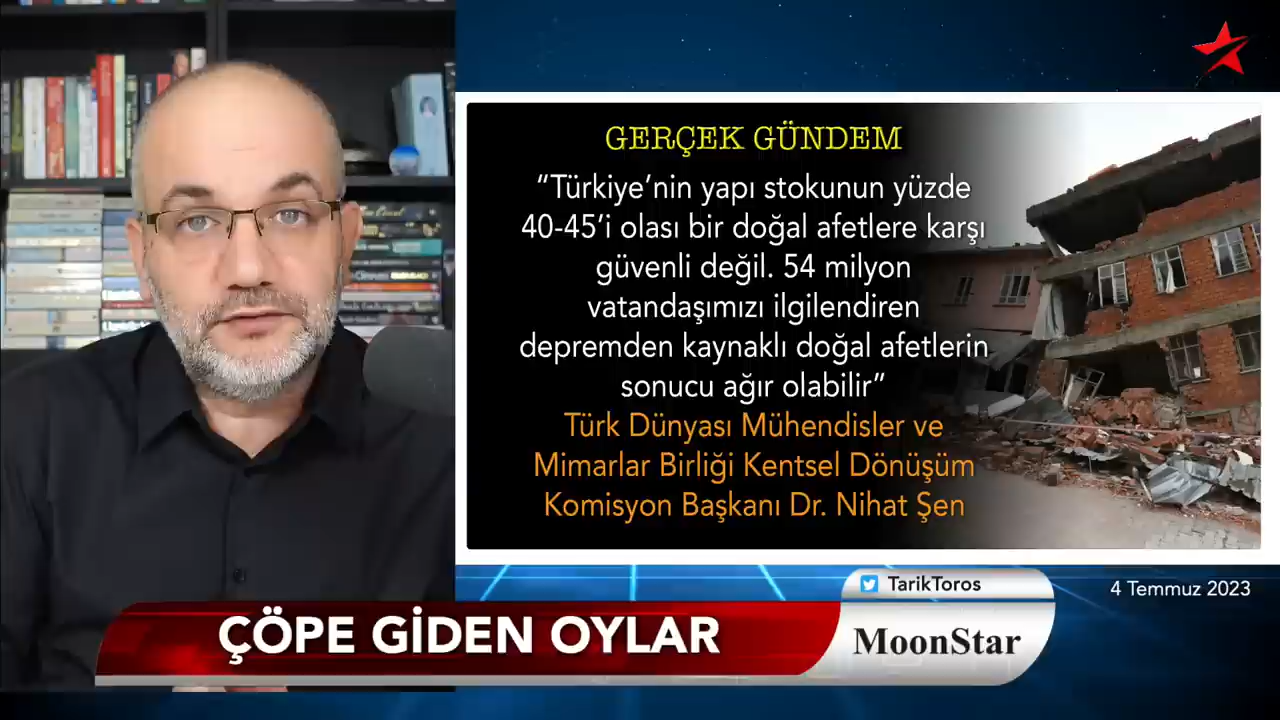 GERÇEK GÜNDEM
“Türkiye’nin yapı stokunun yüzde
40-45’i olası bir doğal afetlere karşı
güvenli değil. 54 milyon
vatandaşımızı ilgilendiren
depremden kaynaklı doğal afetlerin
sonucu ağır olabilir”
Türk Dünyası Mühendisler ve
Mimarlar Birliği Kentsel Dönüşüm
Komisyon Başkanı Dr. Nihat Şen
TarikToros
4 Temmuz 2023
ÇÖPE GİDEN OYLAR
MoonStar